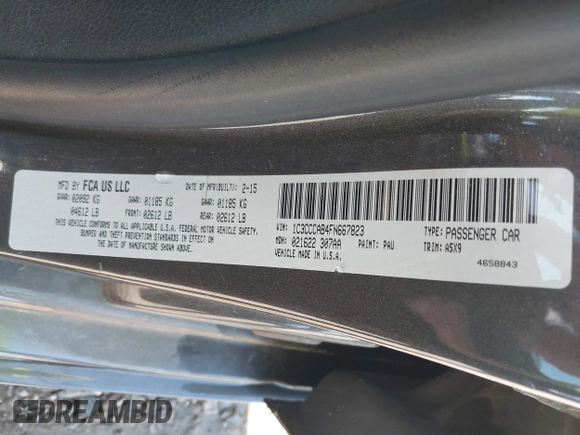 MFD BY FCA US LLC DATE OF MFR(BUILT): 2-15
GVWR: 02092 KG GAWR: 01185 KG GAWR: 01185 KG
04612 LB FRONT: 02612 LB REAR: 02612 LB
THIS VEHICLE CONFORMS TO ALL APPLICABLE U.S.A. FEDERAL MOTOR VEHICLE SAFETY,
BUMPER AND THEFT PREVENTION STANDARDS IN EFFECT ON
THE DATE OF MANUFACTURE SHOWN ABOVE.
VIN: 1C3CCCAB4FN667823 TYPE: PASSENGER CAR
MDH: 021622 307AA PAINT: PAU TRIM: A5X9
VEHICLE MADE IN U.S.A. 4658843
DREAMBID